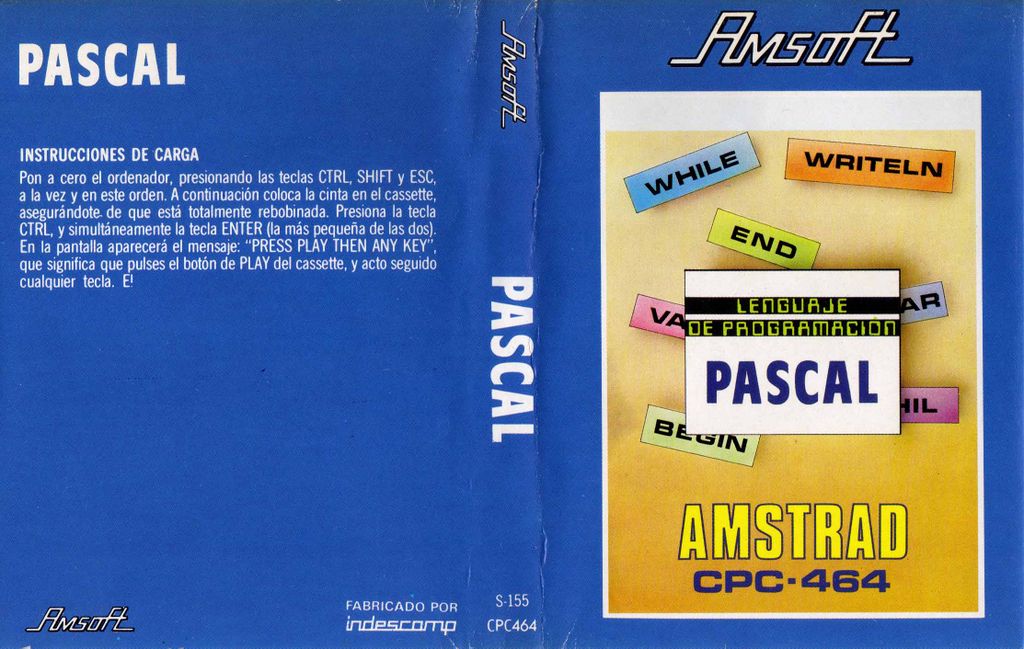 PASCAL
INSTRUCCIONES DE CARGA
Pon a cero el ordenador, presionando las teclas CTRL, SHIFT y ESC,
a la vez y en este orden. A continuación coloca la cinta en el cassette,
asegurándote de que está totalmente rebobinada. Presiona la tecla
CTRL, y simultáneamente la tecla ENTER (la más pequeña de las dos).
En la pantalla aparecerá el mensaje: “PRESS PLAY THEN ANY KEY”,
que significa que pulses el botón de PLAY del cassette, y acto seguido
cualquier tecla. E!
Amsoft
FABRICADO POR
indescomp
Amsoft
PASCAL
S-155
CPC464
Amsoft
WHILE
WRITELN
END
VA
AR
LENGUAJE
DE PROGRAMACIÓN
PASCAL
HIL
BEGIN
AMSTRAD
CPC·464